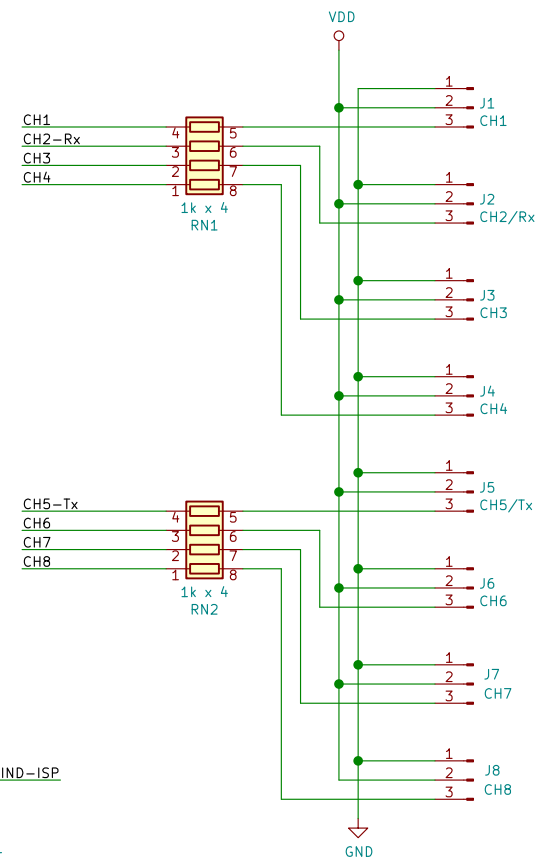 VDD
1
2 J1
3 CH1
CH1
4 5
CH2-Rx
3 6
CH3
2 7
CH4
1 8
1k x 4
RN1
1
2 J2
3 CH2/Rx
1
2 J3
3 CH3
1
2 J4
3 CH4
1
2 J5
3 CH5/Tx
CH5-Tx
4 5
CH6
3 6
CH7
2 7
CH8
1 8
1k x 4
RN2
1
2 J6
3 CH6
1
2 J7
3 CH7
1
2 J8
3 CH8
IND-ISP
GND